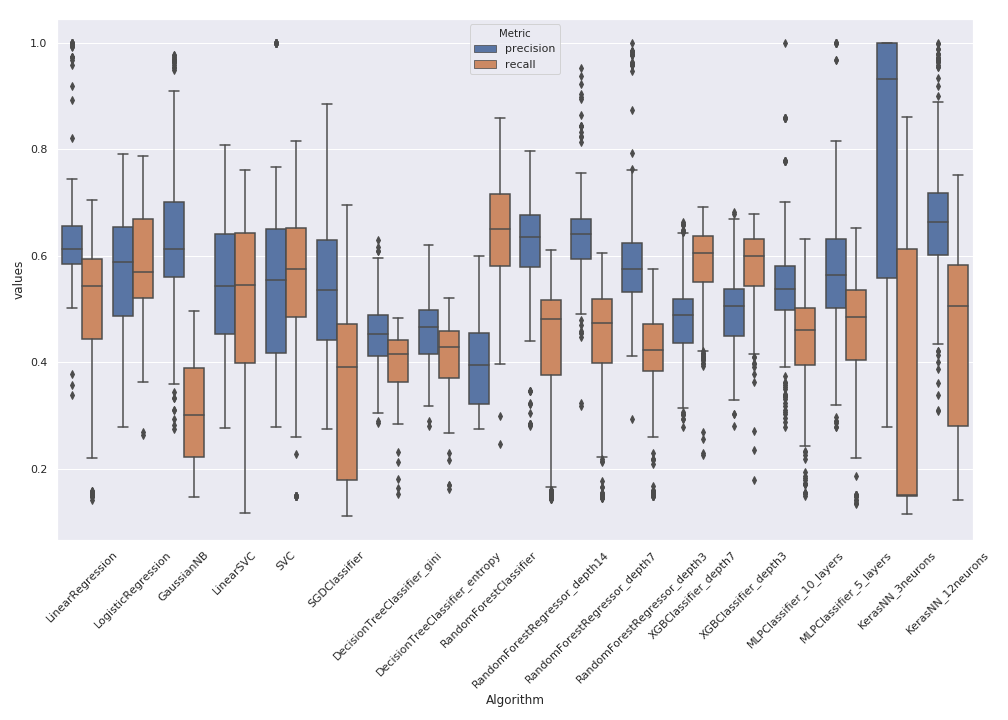 Metric
precision
recall
1.0
0.8
0.6
0.4
0.2
values
LinearRegression
LogisticRegression
GaussianNB
LinearSVC
SVC
SGDClassifier
DecisionTreeClassifier_gini
DecisionTreeClassifier_entropy
RandomForestClassifier
RandomForestRegressor_depth14
RandomForestRegressor_depth7
RandomForestRegressor_depth3
XGBClassifier_depth7
XGBClassifier_depth3
MLPClassifier_10_layers
MLPClassifier_5_layers
KerasNN_3neurons
KerasNN_12neurons
Algorithm